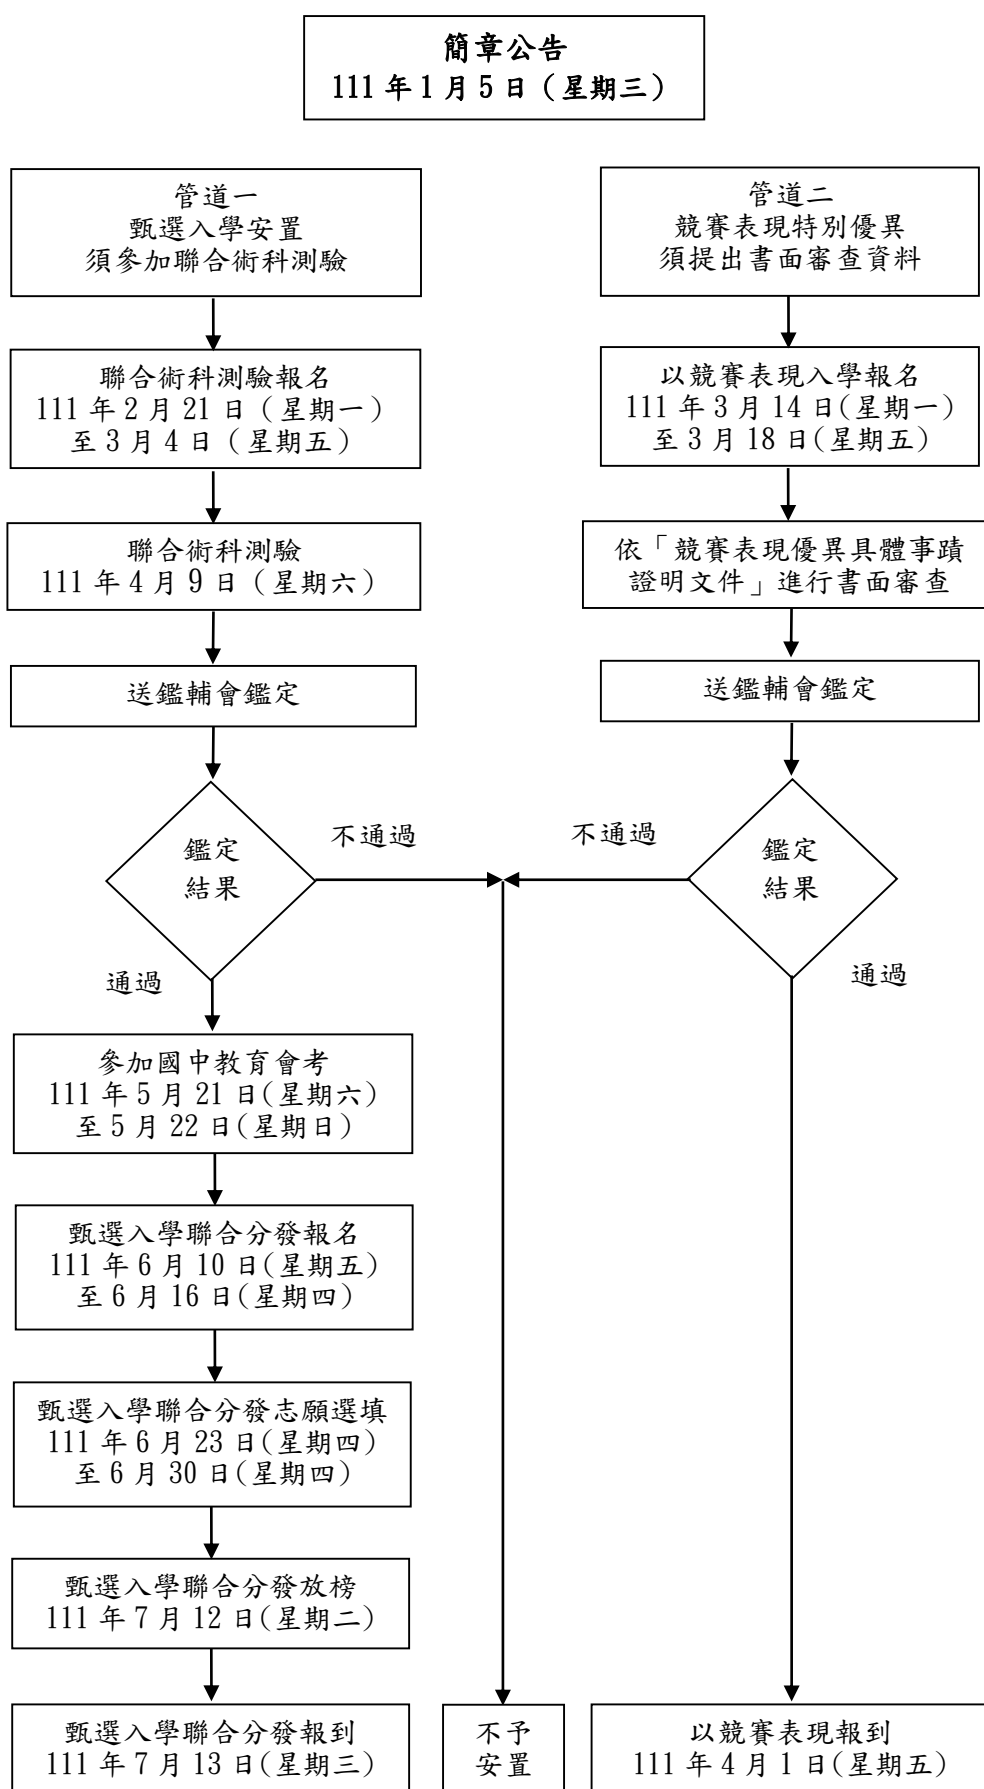 簡章公告
111 年 1 月 5 日（星期三）
管道一
甄選入學安置
須參加聯合術科測驗
聯合術科測驗報名
111 年 2 月 21 日（星期一）
至 3 月 4 日（星期五）
聯合術科測驗
111 年 4 月 9 日（星期六）
送鑑輔會鑑定
鑑定
結果
不通過
通過
參加國中教育會考
111 年 5 月 21 日(星期六)
至 5 月 22 日(星期日)
甄選入學聯合分發報名
111 年 6 月 10 日(星期五)
至 6 月 16 日(星期四)
甄選入學聯合分發志願選填
111 年 6 月 23 日(星期四)
至 6 月 30 日(星期四)
甄選入學聯合分發放榜
111 年 7 月 12 日(星期二)
甄選入學聯合分發報到
111 年 7 月 13 日(星期三)
管道二
競賽表現特別優異
須提出書面審查資料
以競賽表現入學報名
111 年 3 月 14 日(星期一)
至 3 月 18 日(星期五)
依「競賽表現優異具體事蹟
證明文件」進行書面審查
送鑑輔會鑑定
鑑定
結果
不通過
通過
不予
安置
以競賽表現報到
111 年 4 月 1 日(星期五)